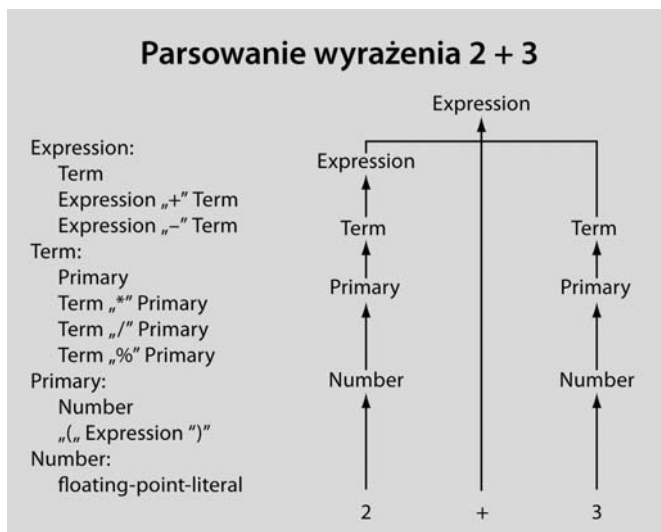 Parsowanie wyrażenia 2 + 3
Expression:
Term
Expression „+” Term
Expression „–” Term
Term:
Primary
Term „*” Primary
Term „/” Primary
Term „%” Primary
Primary:
Number
„(„ Expression “)”
Number:
floating-point-literal
Expression
Expression
Term Term
Primary Primary
Number Number
2 + 3